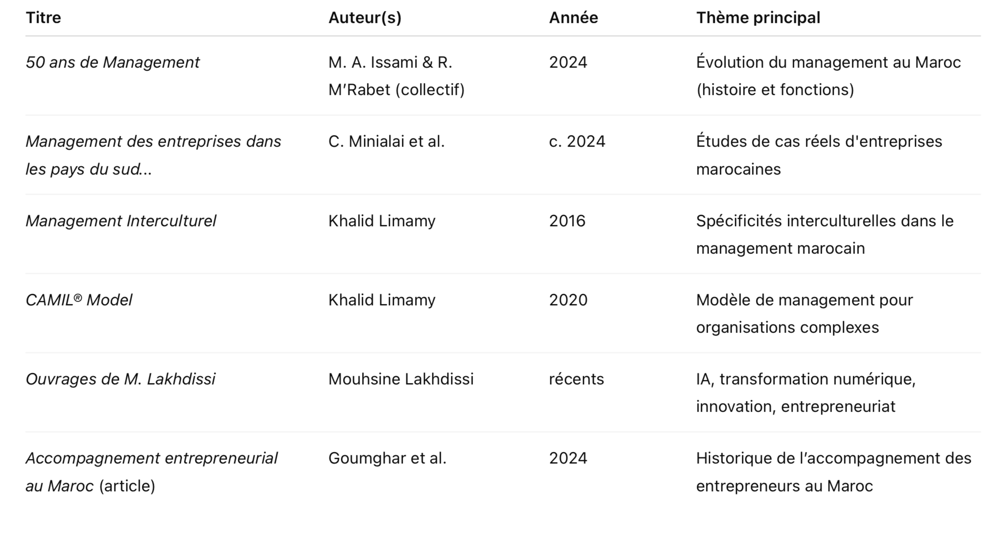 Titre Auteur(s) Année Thème principal
50 ans de Management M. A. Issami & R. 2024 Évolution du management au Maroc
M’Rabet (collectif) (histoire et fonctions)
Management des entreprises dans C. Minialai et al. c. 2024 Études de cas réels d'entreprises
les pays du sud... marocaines
Management Interculturel Khalid Limamy 2016 Spécificités interculturelles dans le
management marocain
CAMIL® Model Khalid Limamy 2020 Modèle de management pour
organisations complexes
Ouvrages de M. Lakhdissi Mouhsine Lakhdissi récents IA, transformation numérique,
innovation, entrepreneuriat
Accompagnement entrepreneurial Goumghar et al. 2024 Historique de l’accompagnement des
au Maroc (article) entrepreneurs au Maroc